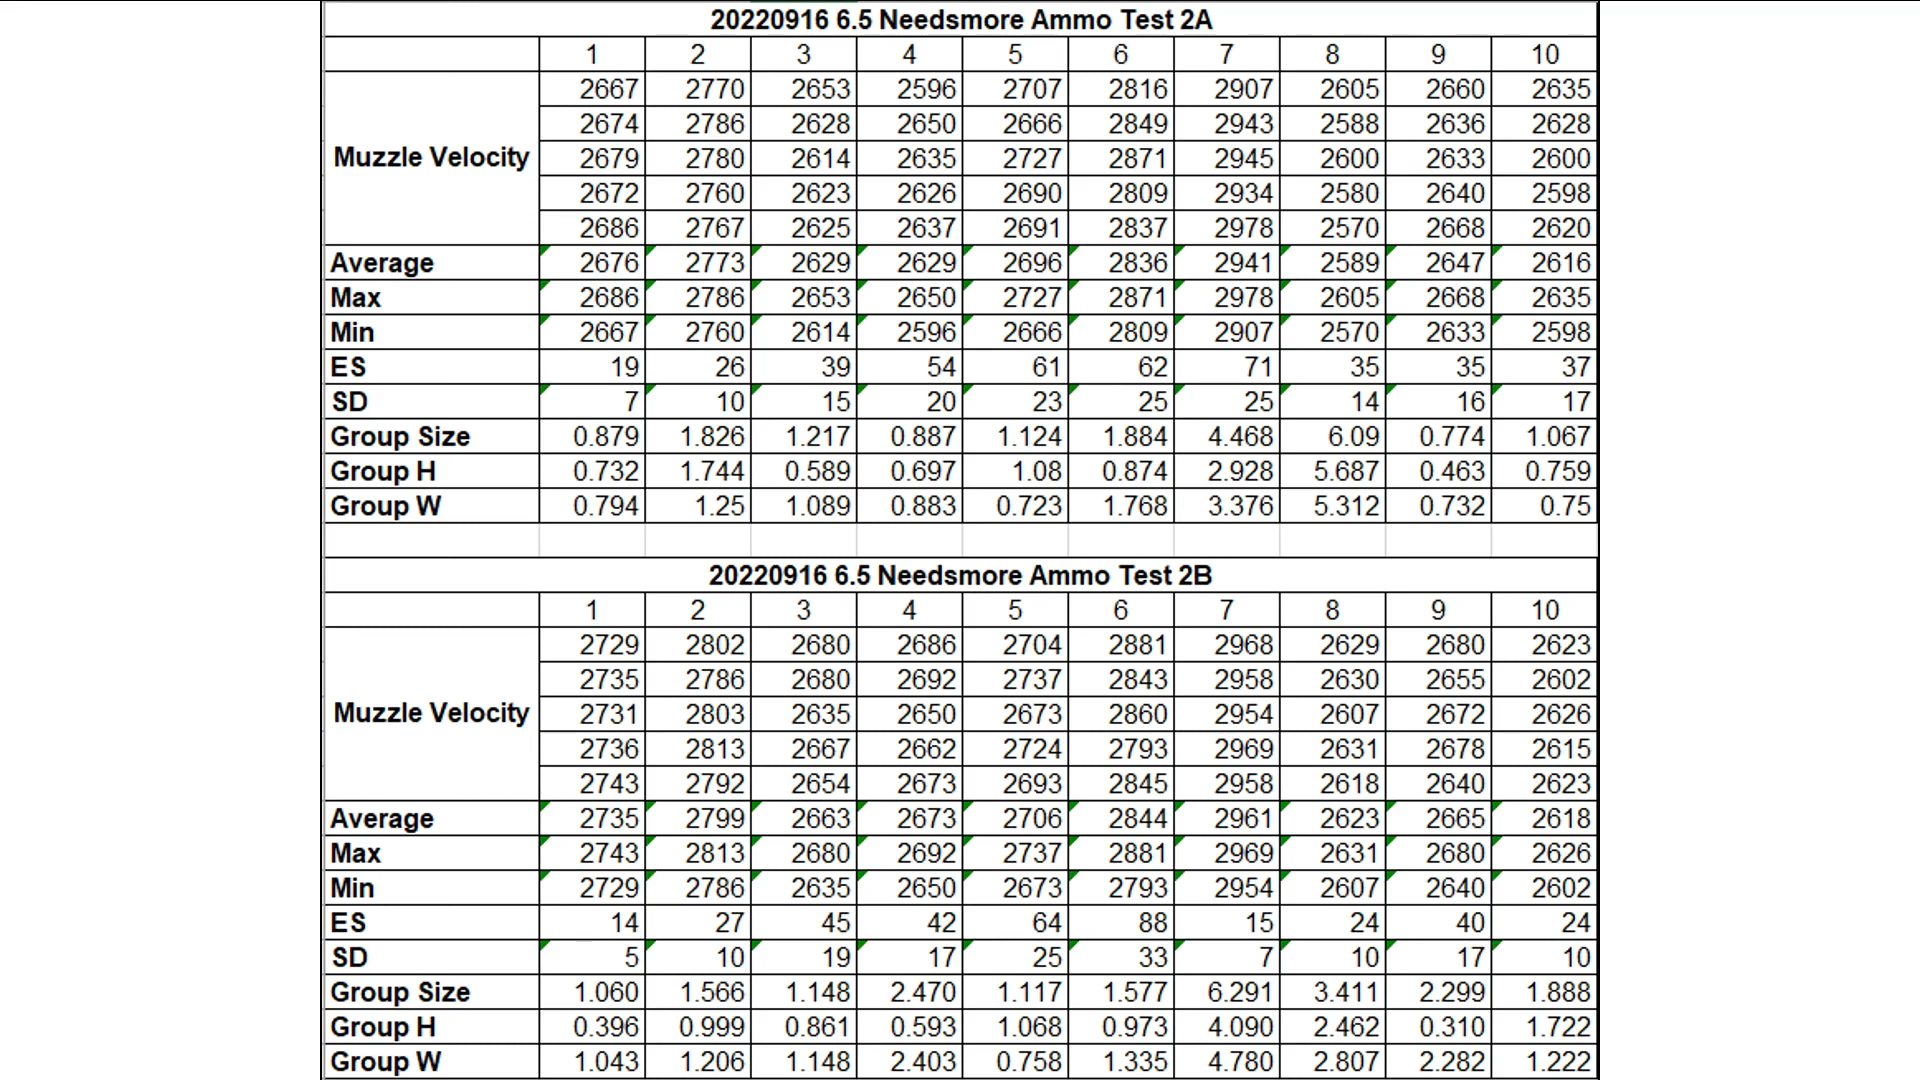 20220916 6.5 Needsmore Ammo Test 2A
1 2 3 4 5 6 7 8 9 10
2667 2770 2653 2596 2707 2816 2907 2605 2660 2635
2674 2786 2628 2650 2666 2849 2943 2588 2636 2628
Muzzle Velocity 2679 2780 2614 2635 2727 2871 2945 2600 2633 2600
2672 2760 2623 2626 2690 2809 2934 2580 2640 2598
2686 2767 2625 2637 2691 2837 2978 2570 2668 2620
Average 2676 2773 2629 2629 2696 2836 2941 2589 2647 2616
Max 2686 2786 2653 2650 2727 2871 2978 2605 2668 2635
Min 2667 2760 2614 2596 2666 2809 2907 2570 2633 2598
ES 19 26 39 54 61 62 71 35 35 37
SD 7 10 15 20 23 25 25 14 16 17
Group Size 0.879 1.826 1.217 0.887 1.124 1.884 4.468 6.09 0.774 1.067
Group H 0.732 1.744 0.589 0.697 1.08 0.874 2.928 5.687 0.463 0.759
Group W 0.794 1.25 1.089 0.883 0.723 1.768 3.376 5.312 0.732 0.75
20220916 6.5 Needsmore Ammo Test 2B
1 2 3 4 5 6 7 8 9 10
2729 2802 2680 2686 2704 2881 2968 2629 2680 2623
2735 2786 2680 2692 2737 2843 2958 2630 2655 2602
Muzzle Velocity 2731 2803 2635 2650 2673 2860 2954 2607 2672 2626
2736 2813 2667 2662 2724 2793 2969 2631 2678 2615
2743 2792 2654 2673 2693 2845 2958 2618 2640 2623
Average 2735 2799 2663 2673 2706 2844 2961 2623 2665 2618
Max 2743 2813 2680 2692 2737 2881 2969 2631 2680 2626
Min 2729 2786 2635 2650 2673 2793 2954 2607 2640 2602
ES 14 27 45 42 64 88 15 24 40 24
SD 5 10 19 17 25 33 7 10 17 10
Group Size 1.060 1.566 1.148 2.470 1.117 1.577 6.291 3.411 2.299 1.888
Group H 0.396 0.999 0.861 0.593 1.068 0.973 4.090 2.462 0.310 1.722
Group W 1.043 1.206 1.148 2.403 0.758 1.335 4.780 2.807 2.282 1.222